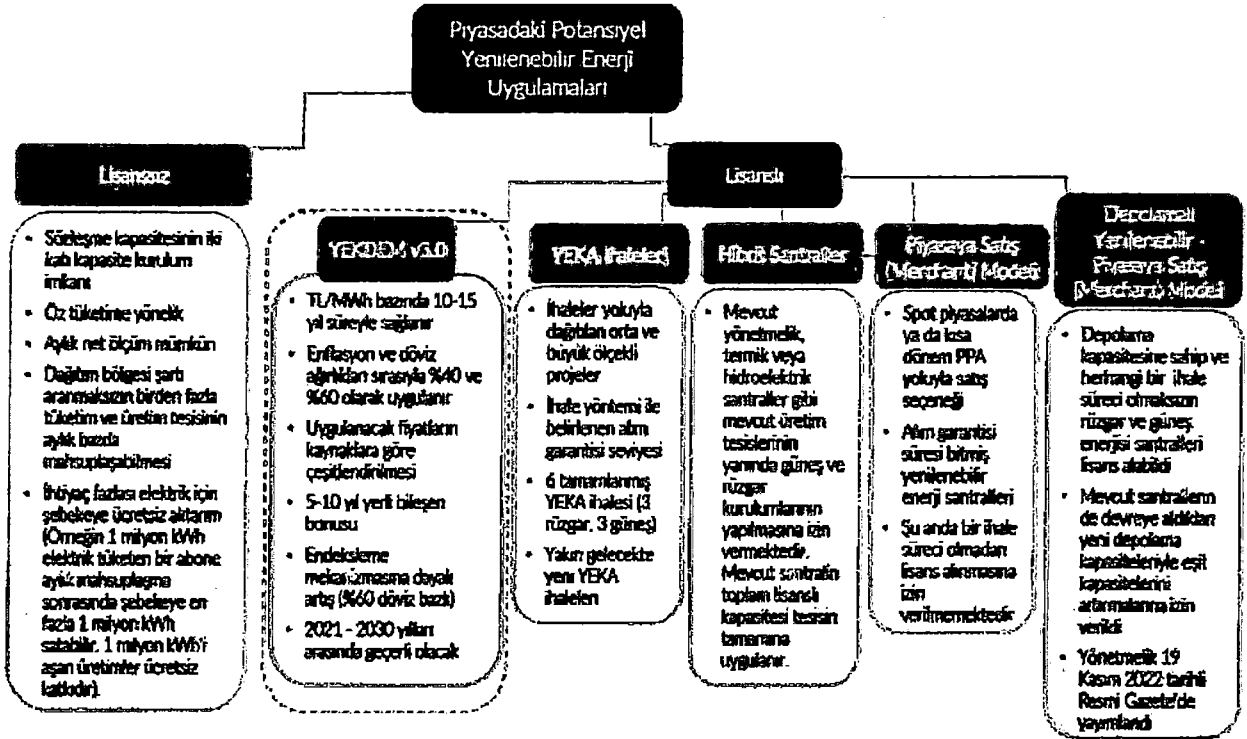 Piyasadaki Potansiyel
Yenilenebilir Enerji
Uygulamaları
Lisanssız
• Sözleşme kapasitesinin iki
katı kapasite kurulum
imkanı
• Öz tüketime yönelik
• Aylık net ölçüm mümkün
• Dağıtım bölgesi şartı
aranmaksızın birden fazla
tüketim ve üretim tesisinin
aylık bazda
mahsuplaşabilmesi
• İhtiyaç fazlası elektrik için
şebekeye ücretsiz aktarım
(Örneğin 1 milyon kWh
elektrik tüketen bir abone
aylık mahsuplaşma
sonrasında şebekeye en
fazla 1 milyon kWh
satabilir. 1 milyon kWh'i
aşan üretimler ücretsiz
katkıdır).
Lisanslı
YEKDEM v3.0
• TL/MWh bazında 10-15
yıl süreyle sağlanır
• Enflasyon ve döviz
ağırlıkları sırasıyla %40 ve
%60 olarak uygulanır
• Uygulanacak fiyatların
kaynaklara göre
çeşitlendirilmesi
• 5-10 yıl yerli bileşen
bonusu
• Endeksleme
mekanizmasına dayalı
artış (%60 döviz bazlı)
• 2021 - 2030 yılları
arasında geçerli olacak
YEKA ihaleleri
• İhaleler yoluyla
dağıtılan orta ve
büyük ölçekli
projeler
• İhale yöntemi ile
belirlenen alım
garantisi seviyesi
• 6 tamamlanmış
YEKA ihalesi (3
rüzgar, 3 güneş)
• Yakın gelecekte
yeni YEKA
ihaleleri
Hibrit Santraller
• Mevcut
yönetmelik,
termik veya
hidroelektrik
santraller gibi
mevcut üretim
tesislerinin
yanında güneş ve
rüzgar
kurulumlarının
yapılmasına izin
vermektedir.
Mevcut santralin
toplam lisanslı
kapasitesi tesisin
tamamına
uygulanır.
Piyasaya Satış
(Merchant) Modeli
• Spot piyasalarda
ya da kısa
dönem PPA
yoluyla satış
seçeneği
• Alım garantisi
süresi bitmiş
yenilenebilir
enerji santralleri
• Şu anda bir ihale
süreci olmadan
lisans alınmasına
izin
verilmemektedir
Depolamalı
Yenilenebilir -
Piyasaya Satış
(Merchant) Modeli
• Depolama
kapasitesine sahip ve
herhangi bir ihale
süreci olmaksızın
rüzgar ve güneş
enerjisi santralleri
lisans alabildi
• Mevcut santrallerin
de devreye aldıkları
yeni depolama
kapasiteleriyle eşit
kapasitelerini
artırmalarına izin
verildi
• Yönetmelik 19
Kasım 2022 tarihli
Resmi Gazete'de
yayımlandı